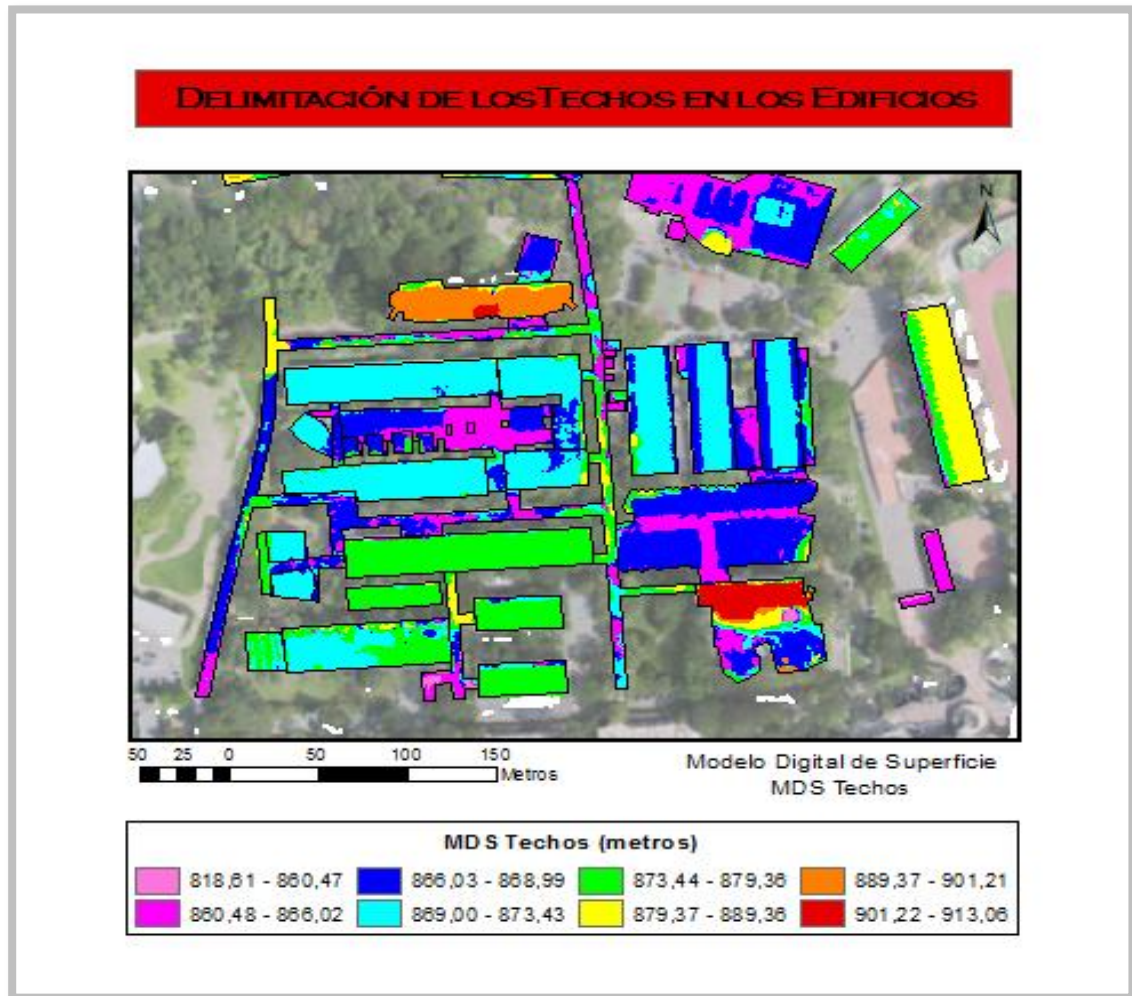 DELIMITACIÓN DE LOS TECHOS EN LOS EDIFICIOS
N
50 25 0 50 100 150
Metros
Modelo Digital de Superficie
MDS Techos
MDS Techos (metros)
818,61 - 860,47 866,03 - 868,99 873,44 - 879,36 889,37 - 901,21
860,48 - 866,02 869,00 - 873,43 879,37 - 889,36 901,22 - 913,06